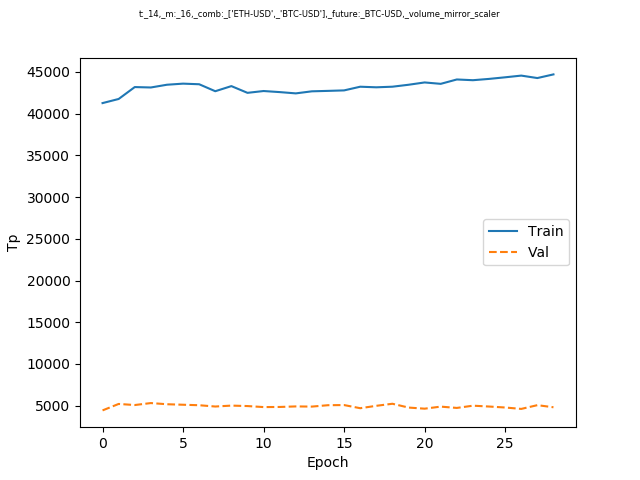 t:_14,_m:_16,_comb:_['ETH-USD',_'BTC-USD'],_future:_BTC-USD,_volume_mirror_scaler
45000
40000
35000
30000
25000
20000
15000
10000
5000
Tp
Train
Val
0 5 10 15 20 25
Epoch